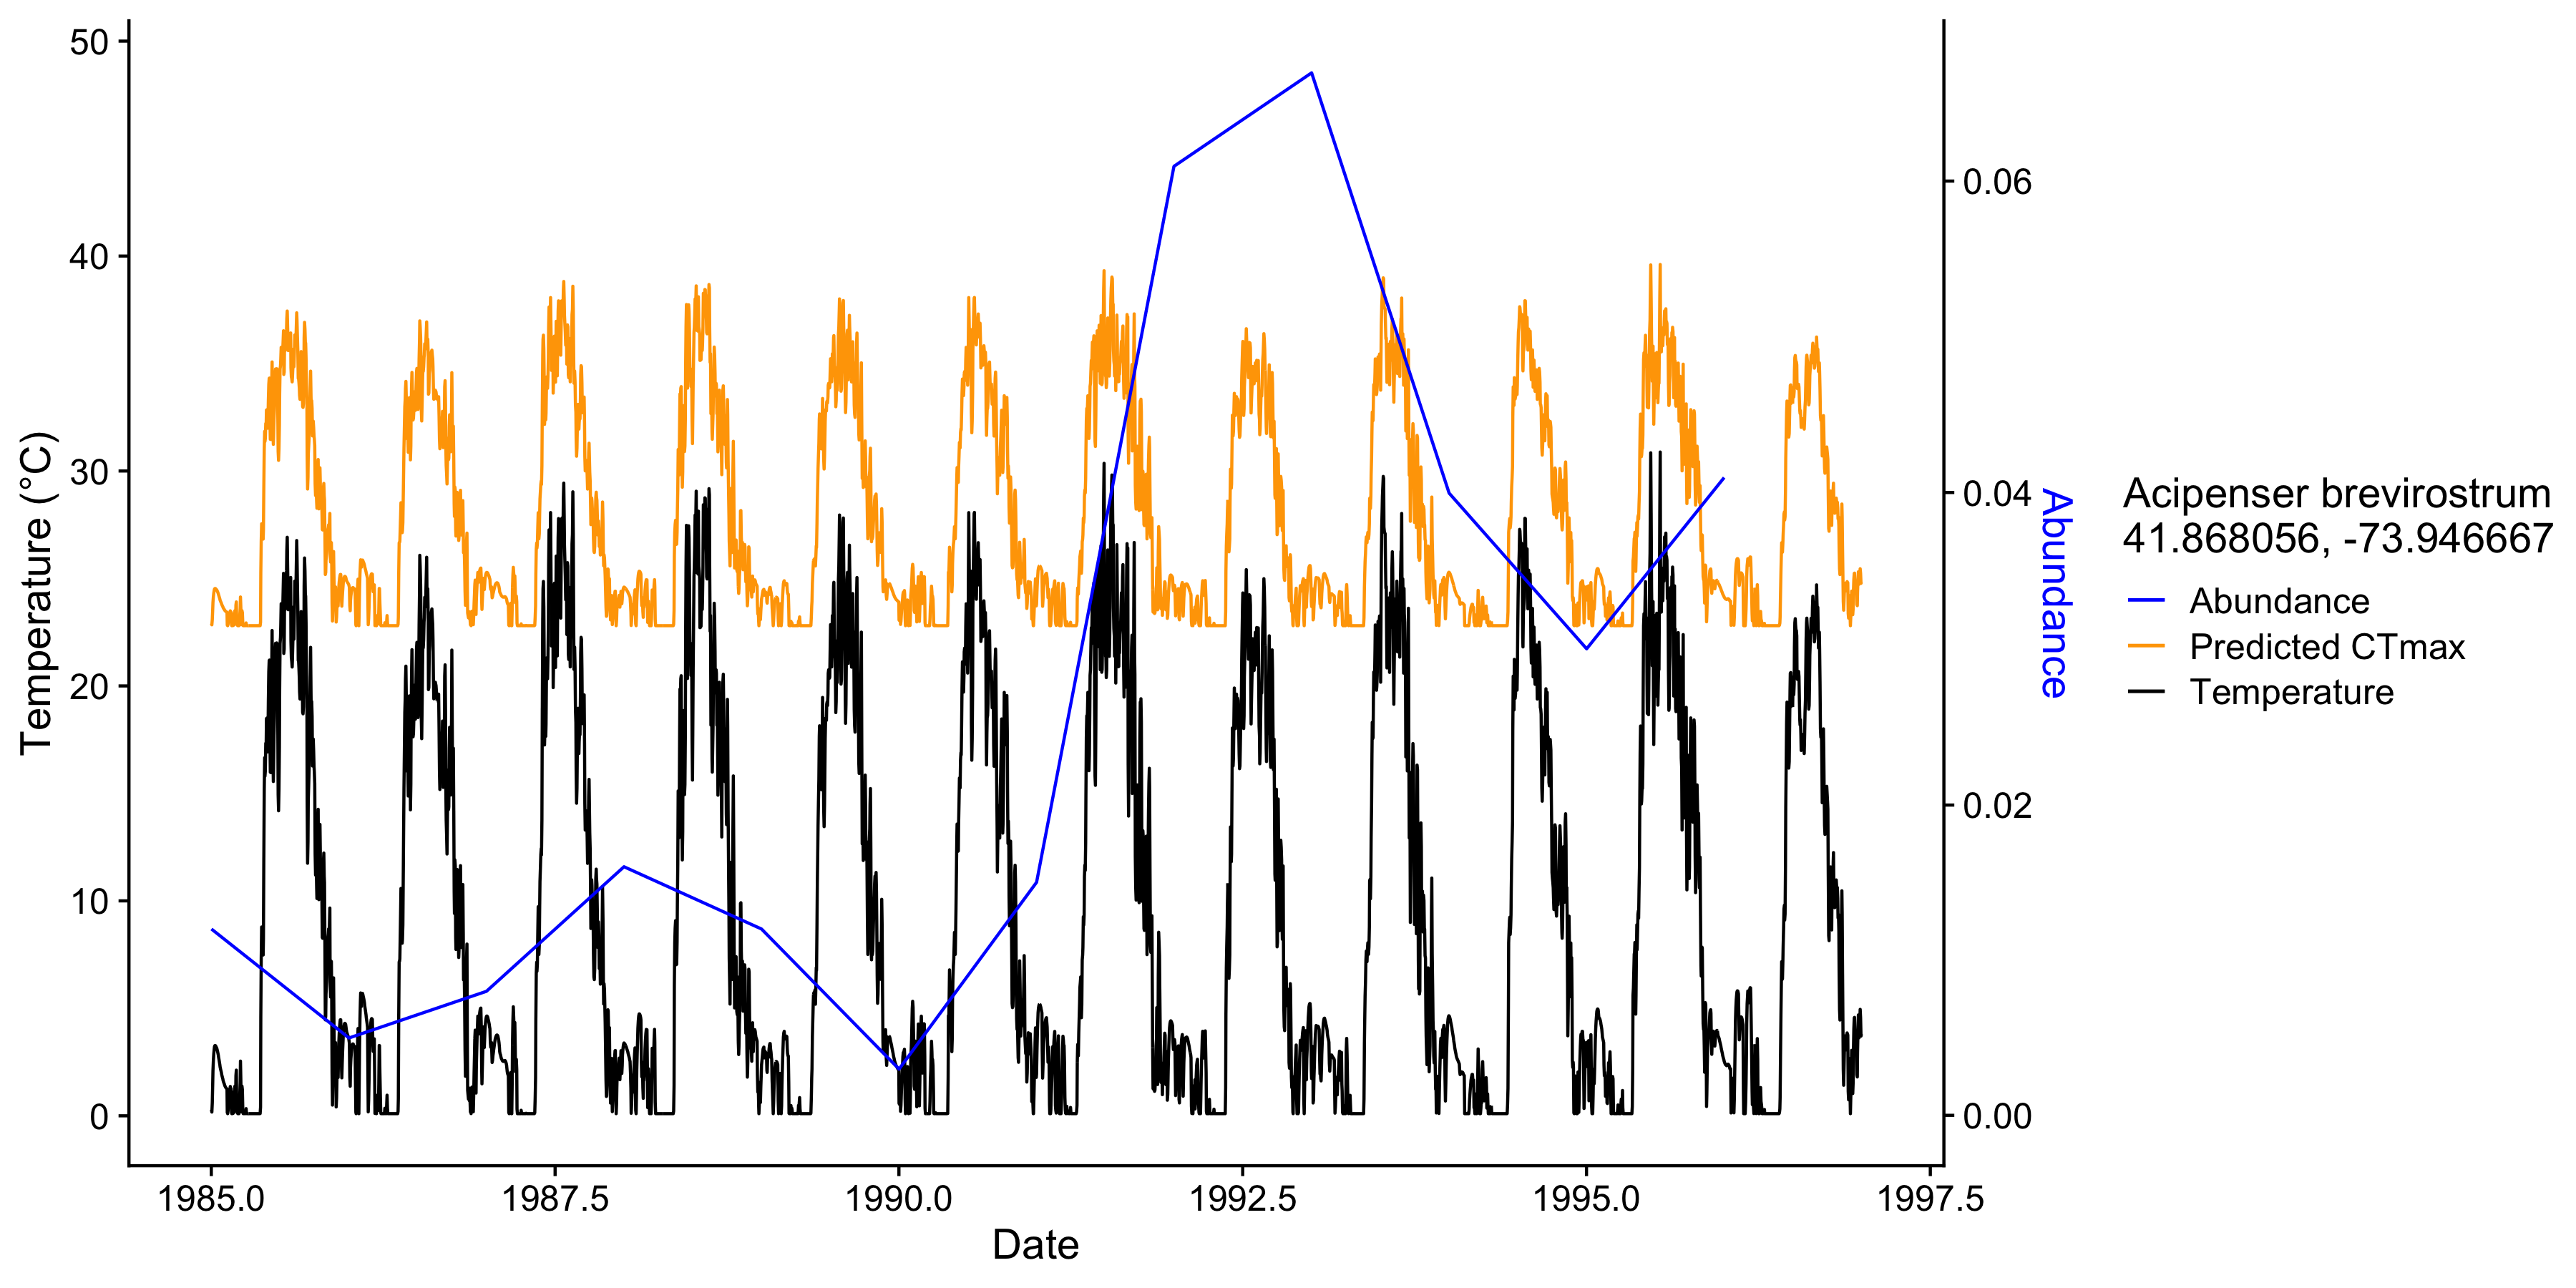 50
40
30
20
10
0
Temperature (°C)
1985.0
1987.5
1990.0
1992.5
1995.0
1997.5
Date
0.06
0.04
0.02
0.00
Abundance
Acipenser brevirostrum
41.868056, -73.946667
Abundance
Predicted CTmax
Temperature